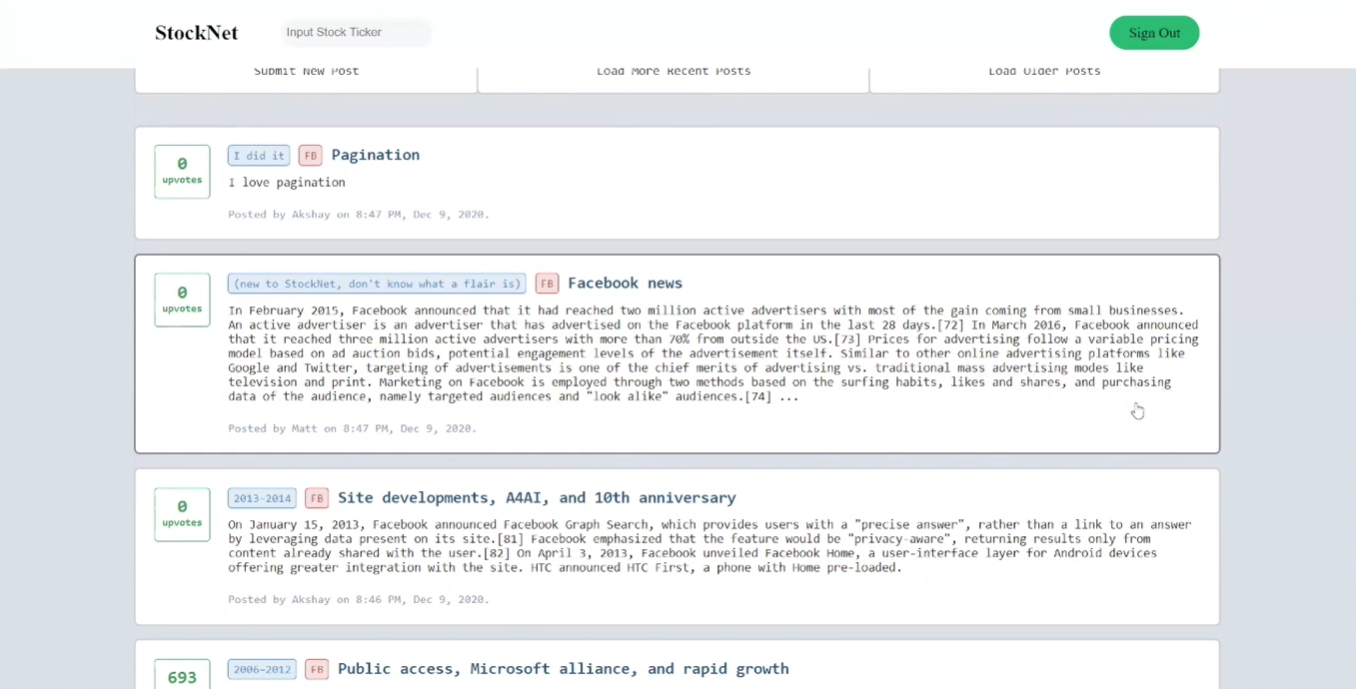 StockNet
Input Stock Ticker
Sign Out
Submit New Post
Load More Recent Posts
Load Older Posts
0
upvotes
I did it FB Pagination
I love pagination
Posted by Akshay on 8:47 PM, Dec 9, 2020.
0
upvotes
(new to StockNet, don't know what a flair is) FB Facebook news
In February 2015, Facebook announced that it had reached two million active advertisers with most of the gain coming from small businesses.
An active advertiser is an advertiser that has advertised on the Facebook platform in the last 28 days.[72] In March 2016, Facebook announced
that it reached three million active advertisers with more than 70% from outside the US.[73] Prices for advertising follow a variable pricing
model based on ad auction bids, potential engagement levels of the advertisement itself. Similar to other online advertising platforms like
Google and Twitter, targeting of advertisements is one of the chief merits of advertising vs. traditional mass advertising modes like
television and print. Marketing on Facebook is employed through two methods based on the surfing habits, likes and shares, and purchasing
data of the audience, namely targeted audiences and "look alike" audiences.[74] ...
Posted by Matt on 8:47 PM, Dec 9, 2020.
0
upvotes
2013-2014 FB Site developments, A4AI, and 10th anniversary
On January 15, 2013, Facebook announced Facebook Graph Search, which provides users with a "precise answer", rather than a link to an answer
by leveraging data present on its site.[81] Facebook emphasized that the feature would be "privacy-aware", returning results only from
content already shared with the user.[82] On April 3, 2013, Facebook unveiled Facebook Home, a user-interface layer for Android devices
offering greater integration with the site. HTC announced HTC First, a phone with Home pre-loaded.
Posted by Akshay on 8:46 PM, Dec 9, 2020.
693
2006-2012 FB Public access, Microsoft alliance, and rapid growth